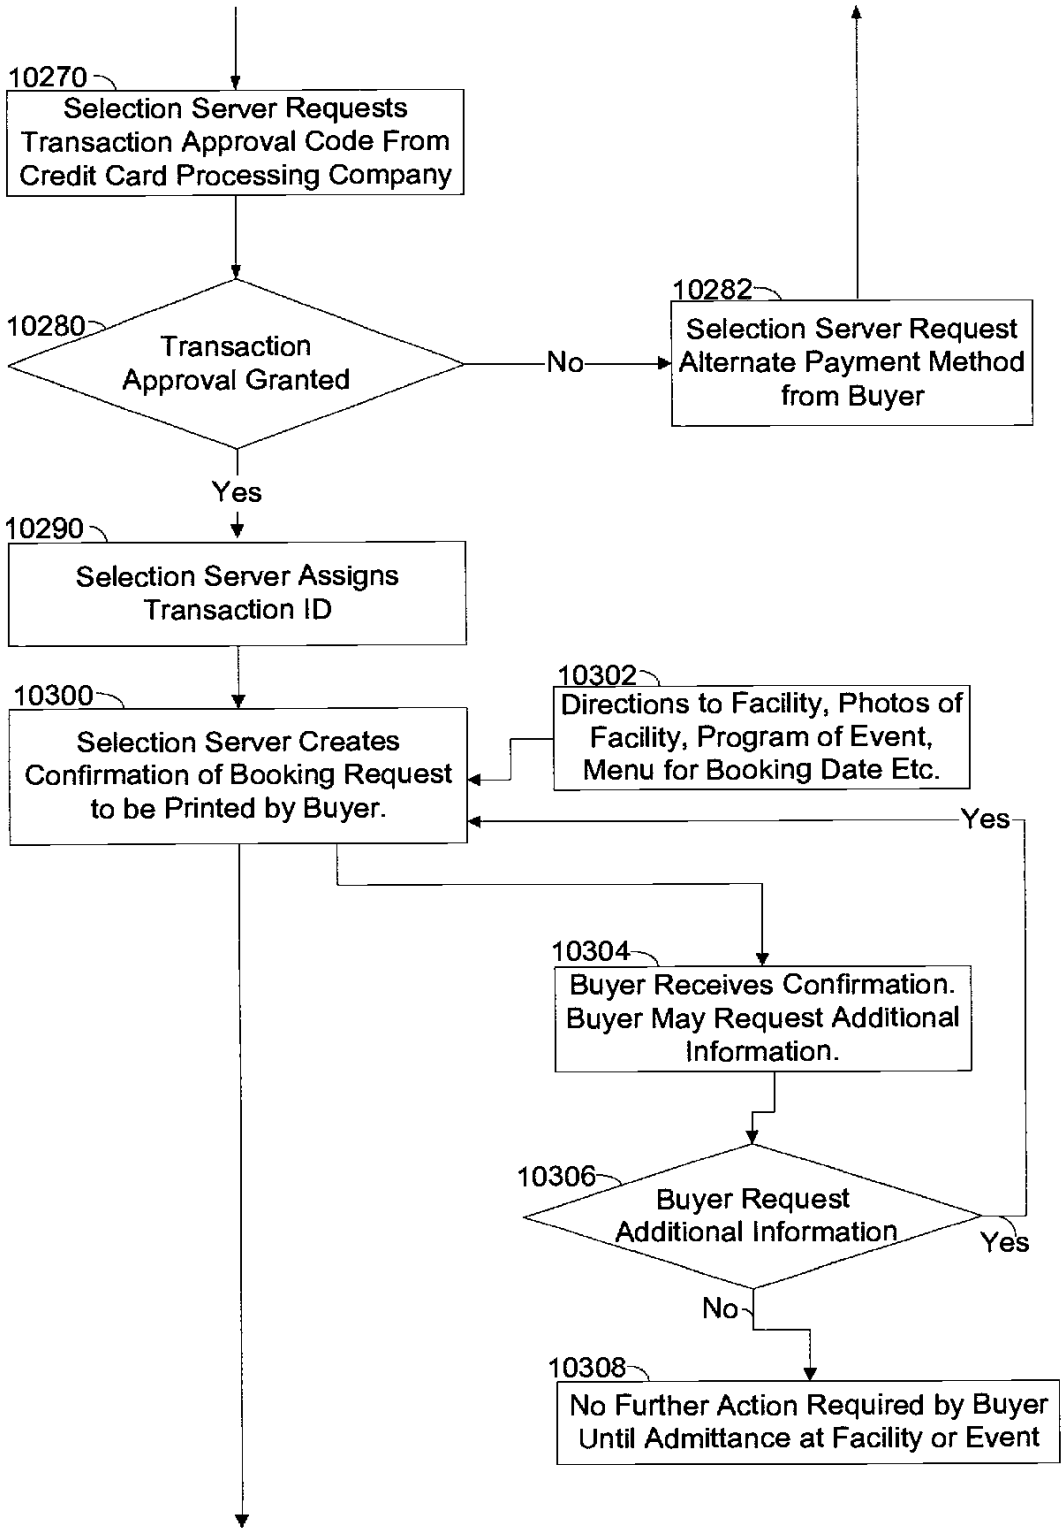 10270
Selection Server Requests
Transaction Approval Code From
Credit Card Processing Company
10280
Transaction
Approval Granted
No
10282
Selection Server Request
Alternate Payment Method
from Buyer
Yes
10290
Selection Server Assigns
Transaction ID
10300
Selection Server Creates
Confirmation of Booking Request
to be Printed by Buyer.
10302
Directions to Facility, Photos of
Facility, Program of Event,
Menu for Booking Date Etc.
Yes
10304
Buyer Receives Confirmation.
Buyer May Request Additional
Information.
10306
Buyer Request
Additional Information
Yes
No
10308
No Further Action Required by Buyer
Until Admittance at Facility or Event